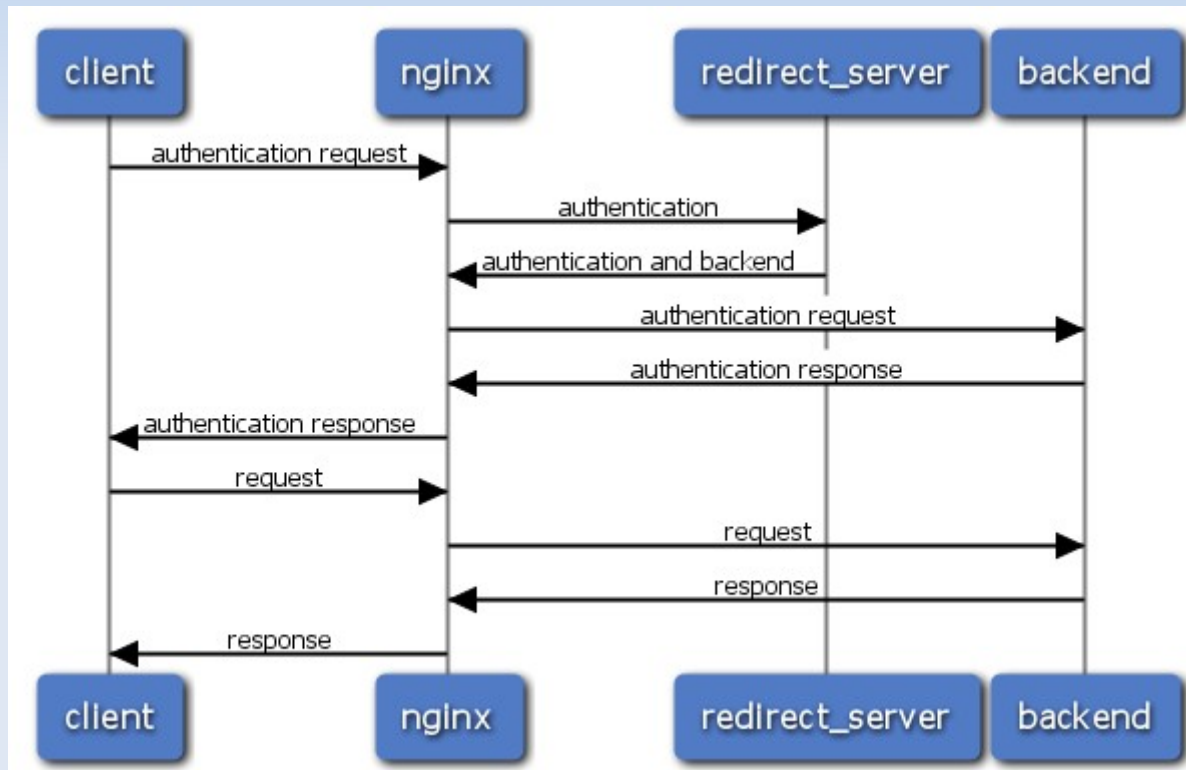 client nginx redirect_server backend
authentication request
authentication
authentication and backend
authentication request
authentication response
authentication response
request
request
response
response
client nginx redirect_server backend